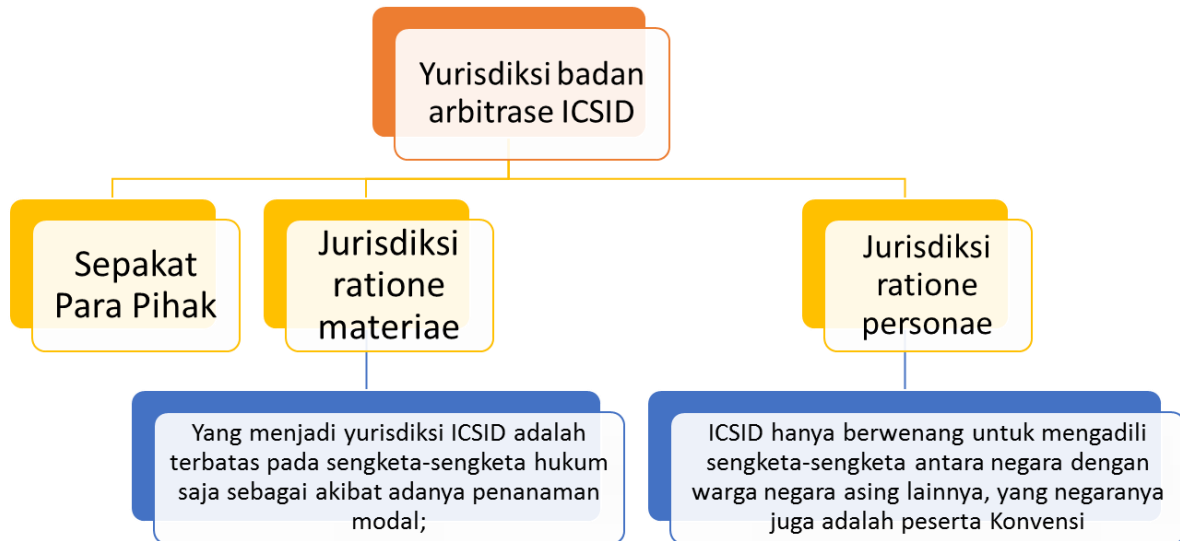 Yurisdiksi badan
arbitrase ICSID
Sepakat
Para Pihak
Jurisdiksi
ratione
materiae
Jurisdiksi
ratione
personae
Yang menjadi yurisdiksi ICSID adalah
terbatas pada sengketa-sengketa hukum
saja sebagai akibat adanya penanaman
modal;
ICSID hanya berwenang untuk mengadili
sengketa-sengketa antara negara dengan
warga negara asing lainnya, yang negaranya
juga adalah peserta Konvensi